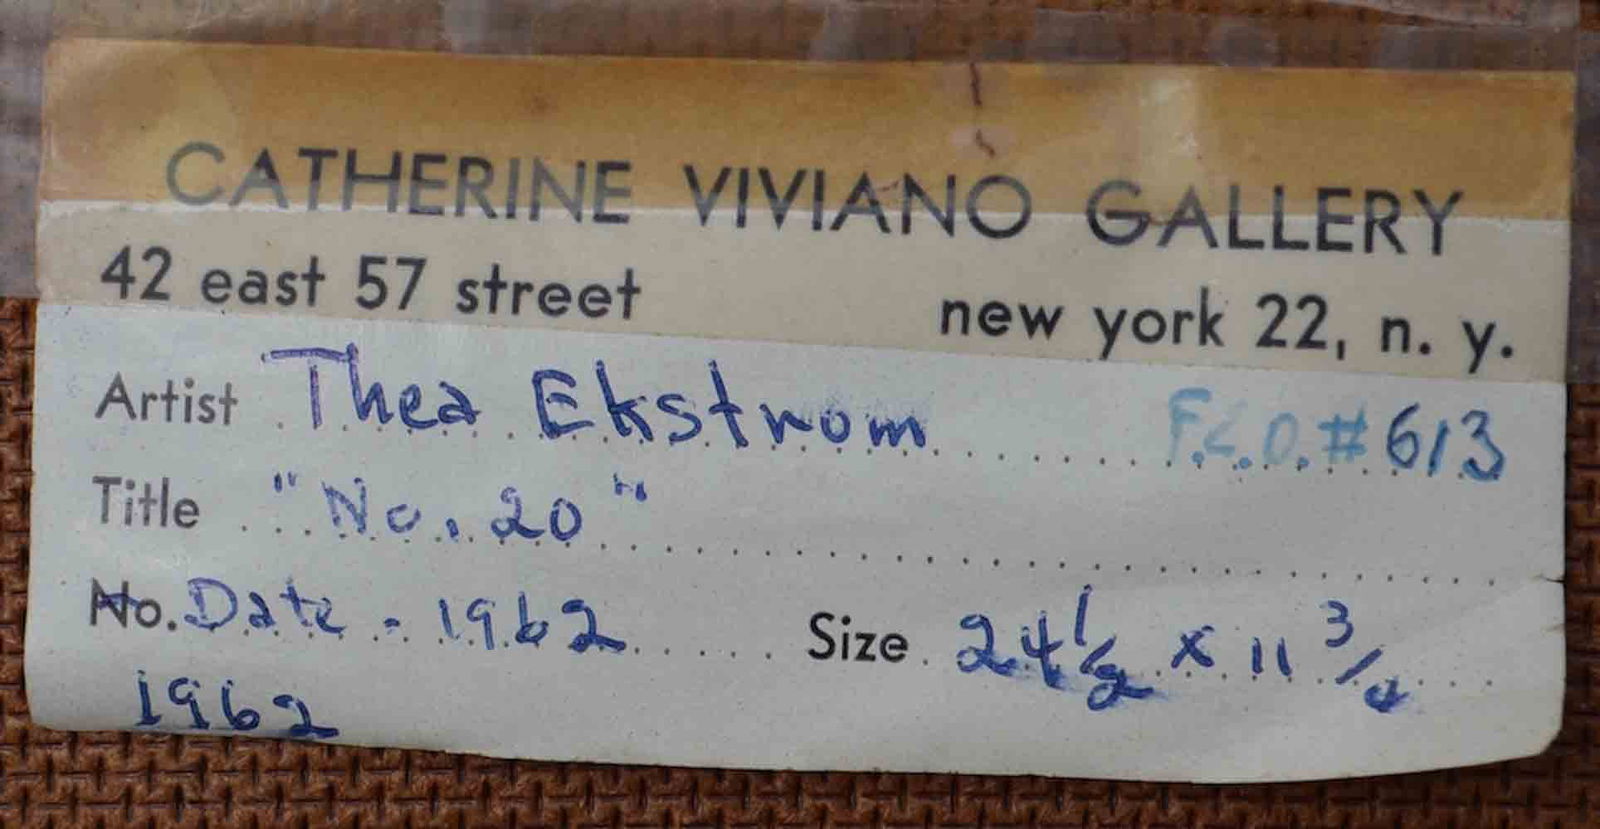 CATHERINE VIVIANO GALLERY
42 east 57 street new york 22, n. y.
Artist Thea Ekstrom F.L.O. #613
Title "No. 20"
No. Date - 1962 Size 24 1/2 x 11 3/4
1962